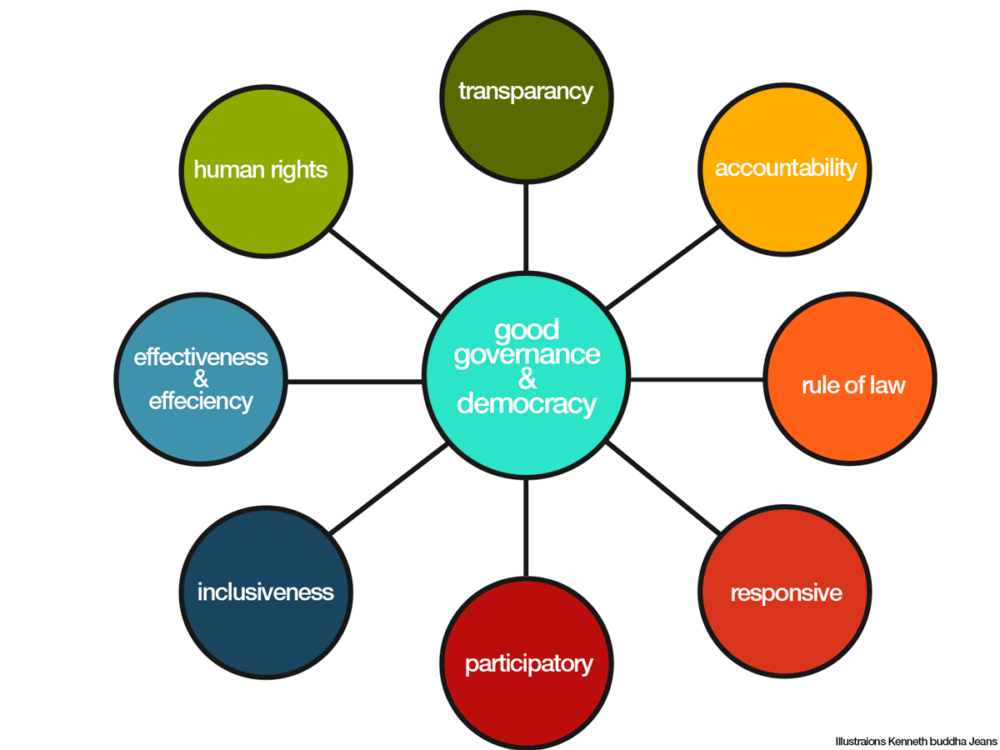 transparancy
human rights
accountability
effectiveness
&
effeciency
good
governance
&
democracy
rule of law
inclusiveness
responsive
participatory
Illustraions Kenneth buddha Jeans